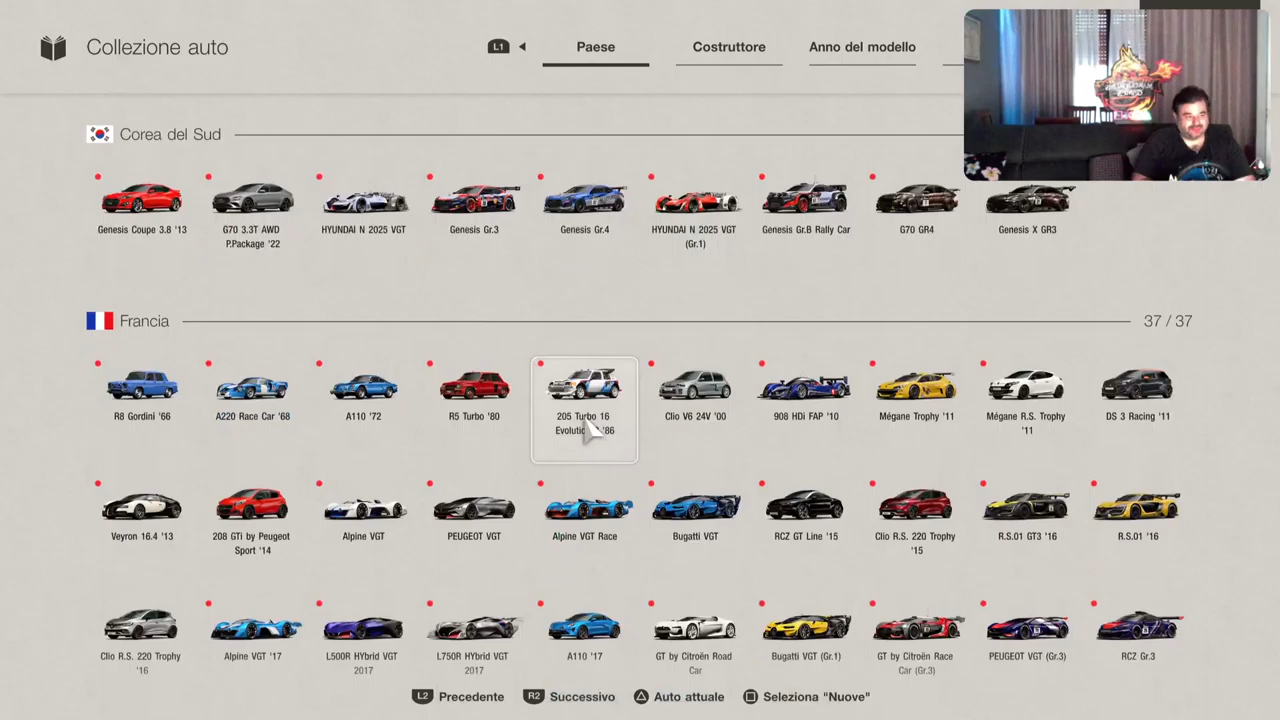 Collezione auto
L1
Paese
Costruttore
Anno del modello
Corea del Sud
Genesis Coupe 3.8 '13
G70 3.3T AWD
P.Package '22
HYUNDAI N 2025 VGT
Genesis Gr.3
Genesis Gr.4
HYUNDAI N 2025 VGT
(Gr.1)
Genesis Gr.B Rally Car
G70 GR4
Genesis X GR3
Francia
37 / 37
R8 Gordini '66
A220 Race Car '68
A110 '72
R5 Turbo '80
205 Turbo 16
'86
Clio V6 24V '00
908 HDi FAP '10
Mégane Trophy '11
Mégane R.S. Trophy
'11
DS 3 Racing '11
Veyron 16.4 '13
208 GTi by Peugeot
Sport '14
Alpine VGT
PEUGEOT VGT
Alpine VGT Race
Bugatti VGT
RCZ GT Line '15
Clio R.S. 220 Trophy
'15
R.S.01 GT3 '16
R.S.01 '16
Clio R.S. 220 Trophy
'16
Alpine VGT '17
L500R HYbrid VGT
2017
L750R HYbrid VGT
2017
A110 '17
GT by Citroën Road
Car
Bugatti VGT (Gr.1)
GT by Citroën Race
Car (Gr.3)
PEUGEOT VGT (Gr.3)
RCZ Gr.3
L2 Precedente
R2 Successivo
Auto attuale
Seleziona "Nuove"